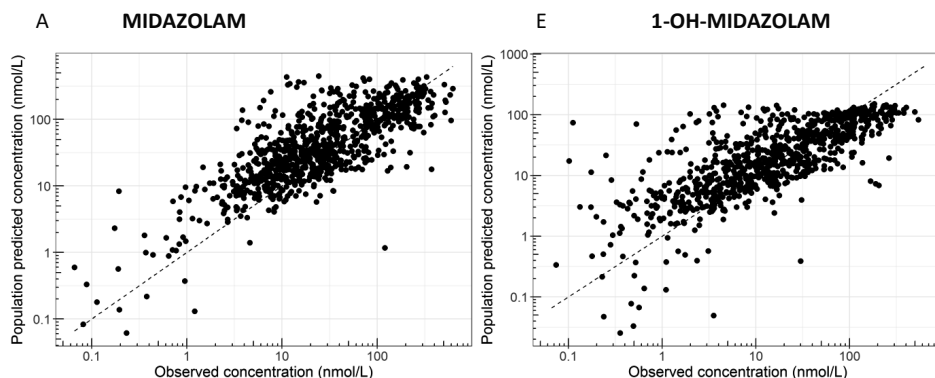 A MIDAZOLAM
Population predicted concentration (nmol/L)
100
10
1
0.1
0.1 1 10 100
Observed concentration (nmol/L)
E 1-OH-MIDAZOLAM
Population predicted concentration (nmol/L)
1000
100
10
1
0.1
0.1 1 10 100
Observed concentration (nmol/L)